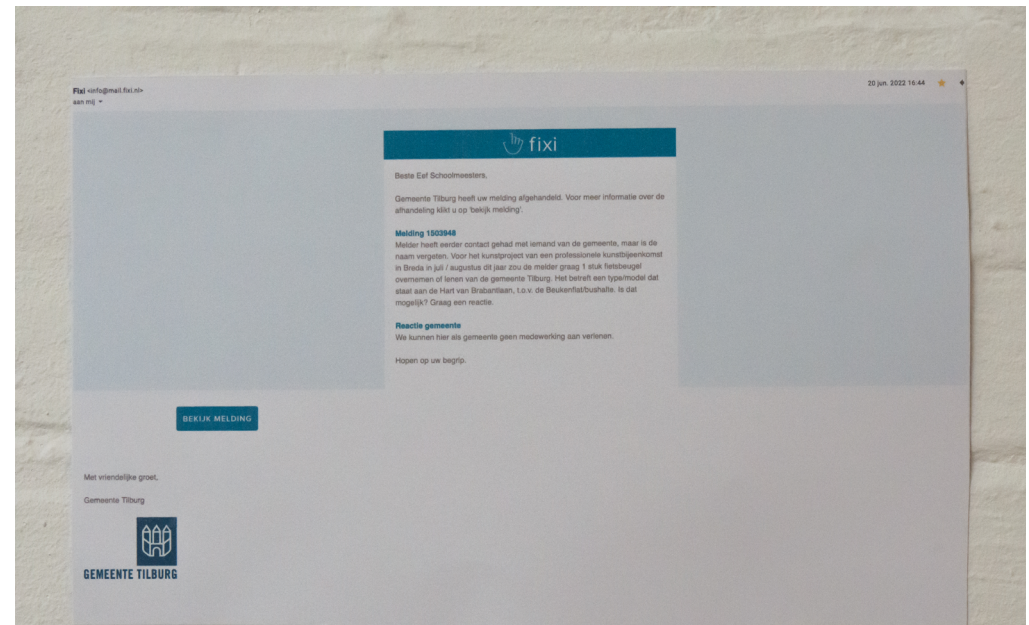 Fixi <info@mail.fixi.nl>
20 jun. 2022 16:44
aan mij
fixi
Beste Eef Schoolmeesters,
Gemeente Tilburg heeft uw melding afgehandeld. Voor meer informatie over de
afhandeling klikt u op 'bekijk melding'.
Melding 1503948
Melder heeft eerder contact gehad met iemand van de gemeente, maar is de
naam vergeten. Voor het kunstproject van een professionele kunstbijeenkomst
in Breda in juli / augustus dit jaar zou de melder graag 1 stuk fietsbeugel
overnemen of lenen van de gemeente Tilburg. Het betreft een type/model dat
staat aan de Hart van Brabantlaan, t.o.v. de Beukenflat/bushalte. Is dat
mogelijk? Graag een reactie.
Reactie gemeente
We kunnen hier als gemeente geen medewerking aan verlenen.
Hopen op uw begrip.
BEKIJK MELDING
Met vriendelijke groet,
Gemeente Tilburg
GEMEENTE TILBURG